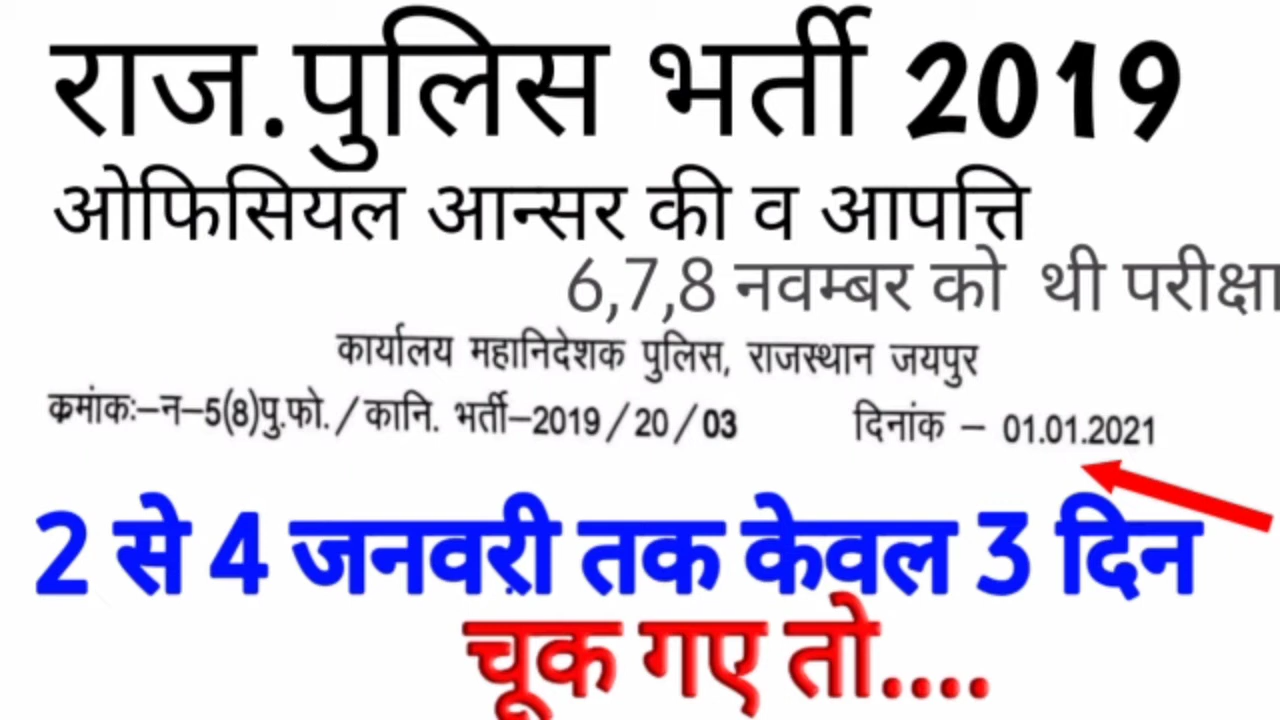 राज.पुलिस भर्ती 2019
ओफिसियल आन्सर की व आपत्ति
6,7,8 नवम्बर को थी परीक्षा
कार्यालय महानिदेशक पुलिस, राजस्थान जयपुर
क्रमांक:–न–5(8)पु.फो./कानि. भर्ती–2019/20/03 दिनांक – 01.01.2021
2 से 4 जनवरी तक केवल 3 दिन
चूक गए तो....